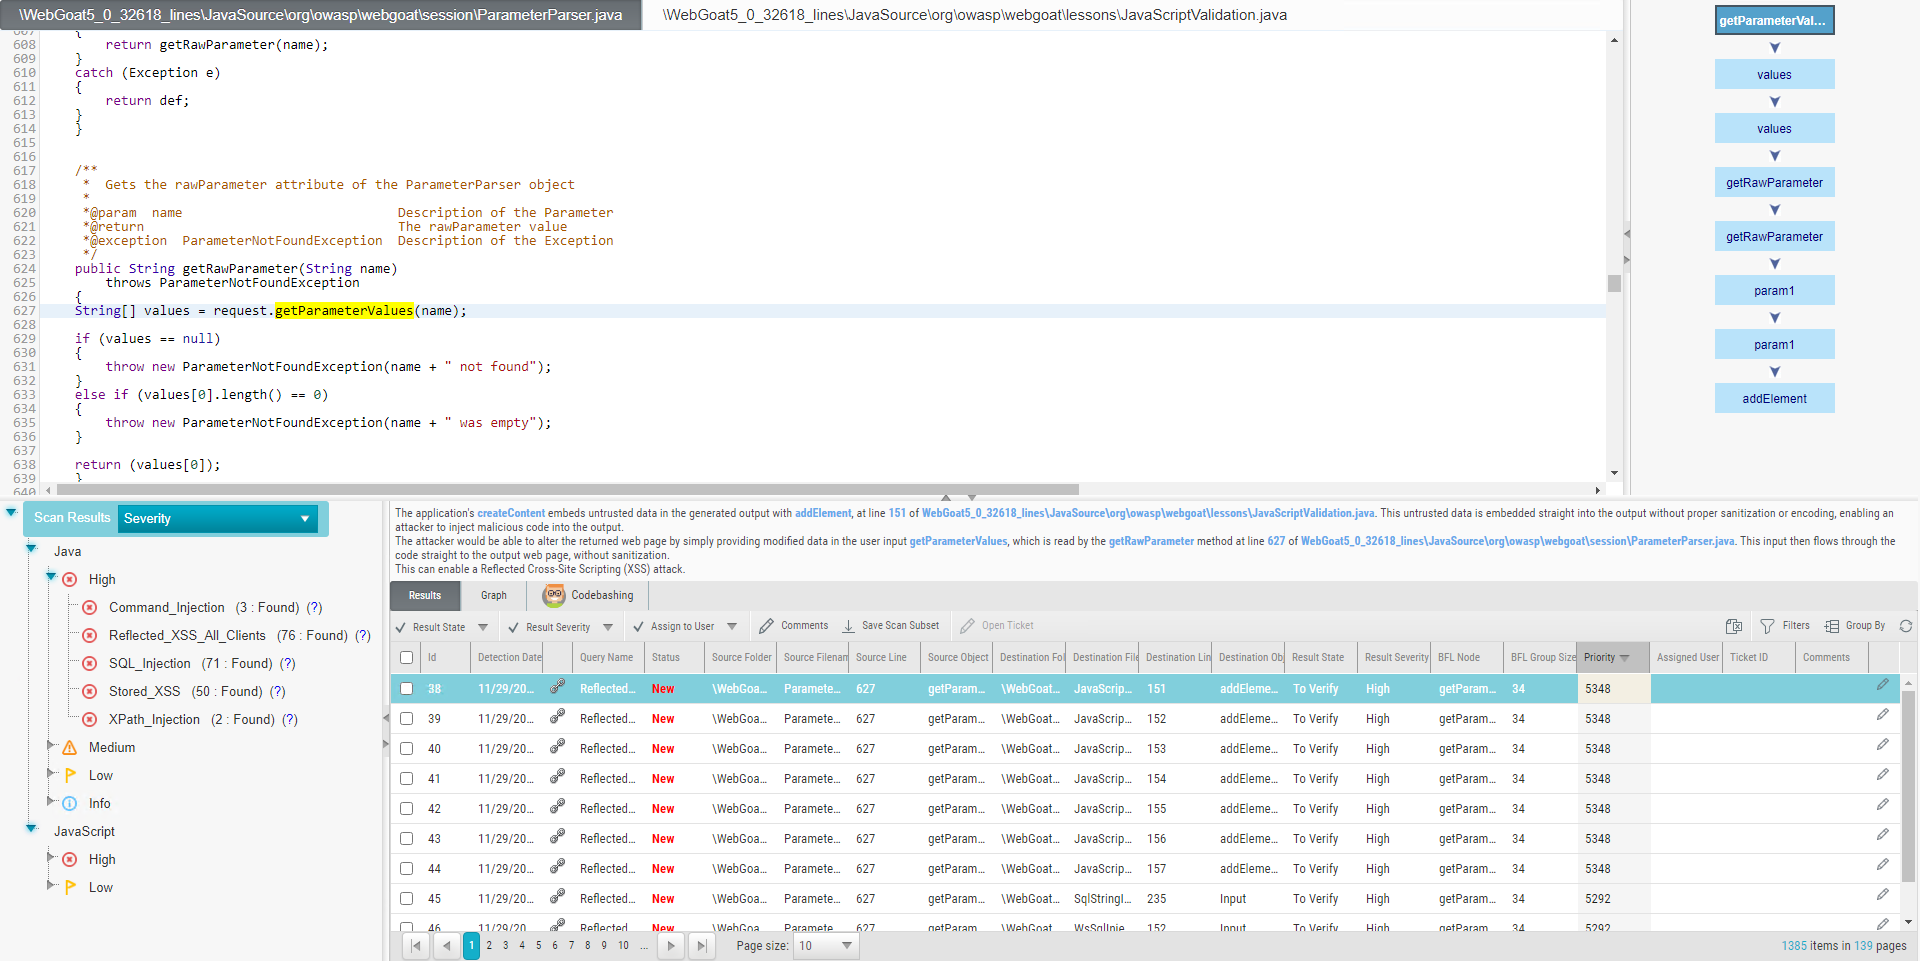 \WebGoat5_0_32618_lines\JavaSource\org\owasp\webgoat\session\ParameterParser.java
\WebGoat5_0_32618_lines\JavaSource\org\owasp\webgoat\lessons\JavaScriptValidation.java
607 {
608 return getRawParameter(name);
609 }
610 catch (Exception e)
611 {
612 return def;
613 }
614 }
615
616
617 /**
618 * Gets the rawParameter attribute of the ParameterParser object
619 *
620 *@param name Description of the Parameter
621 *@return The rawParameter value
622 *@exception ParameterNotFoundException Description of the Exception
623 */
624 public String getRawParameter(String name)
625 throws ParameterNotFoundException
626 {
627 String[] values = request.getParameterValues(name);
628
629 if (values == null)
630 {
631 throw new ParameterNotFoundException(name + " not found");
632 }
633 else if (values[0].length() == 0)
634 {
635 throw new ParameterNotFoundException(name + " was empty");
636 }
637
638 return (values[0]);
639 }
640
getParameterVal...
values
values
getRawParameter
getRawParameter
param1
param1
addElement
Scan Results Severity
Java
High
Command_Injection (3 : Found) (?)
Reflected_XSS_All_Clients (76 : Found) (?)
SQL_Injection (71 : Found) (?)
Stored_XSS (50 : Found) (?)
XPath_Injection (2 : Found) (?)
Medium
Low
Info
JavaScript
High
Low
The application's createContent embeds untrusted data in the generated output with addElement, at line 151 of WebGoat5_0_32618_lines\JavaSource\org\owasp\webgoat\lessons\JavaScriptValidation.java. This untrusted data is embedded straight into the output without proper sanitization or encoding, enabling an
attacker to inject malicious code into the output.
The attacker would be able to alter the returned web page by simply providing modified data in the user input getParameterValues, which is read by the getRawParameter method at line 627 of WebGoat5_0_32618_lines\JavaSource\org\owasp\webgoat\session\ParameterParser.java. This input then flows through the
code straight to the output web page, without sanitization.
This can enable a Reflected Cross-Site Scripting (XSS) attack.
Results Graph Codebashing
Result State Result Severity Assign to User Comments Save Scan Subset Open Ticket Filters Group By
Id Detection Date Query Name Status Source Folder Source Filenam Source Line Source Object Destination Fol Destination File Destination Lin Destination Obj Result State Result Severity BFL Node BFL Group Size Priority Assigned User Ticket ID Comments
38 11/29/20... Reflected... New \WebGoa... Paramete... 627 getParam... \WebGoat... JavaScrip... 151 addEleme... To Verify High getParam... 34 5348
39 11/29/20... Reflected... New \WebGoa... Paramete... 627 getParam... \WebGoat... JavaScrip... 152 addEleme... To Verify High getParam... 34 5348
40 11/29/20... Reflected... New \WebGoa... Paramete... 627 getParam... \WebGoat... JavaScrip... 153 addEleme... To Verify High getParam... 34 5348
41 11/29/20... Reflected... New \WebGoa... Paramete... 627 getParam... \WebGoat... JavaScrip... 154 addEleme... To Verify High getParam... 34 5348
42 11/29/20... Reflected... New \WebGoa... Paramete... 627 getParam... \WebGoat... JavaScrip... 155 addEleme... To Verify High getParam... 34 5348
43 11/29/20... Reflected... New \WebGoa... Paramete... 627 getParam... \WebGoat... JavaScrip... 156 addEleme... To Verify High getParam... 34 5348
44 11/29/20... Reflected... New \WebGoa... Paramete... 627 getParam... \WebGoat... JavaScrip... 157 addEleme... To Verify High getParam... 34 5348
45 11/29/20... Reflected... New \WebGoa... Paramete... 627 getParam... \WebGoat... SqlStringI... 235 Input To Verify High getParam... 34 5292
46 11/29/20... Reflected... New \WebGoa... Paramete... 627 getParam... \WebGoat... WsSqlInje... 152 Input To Verify High getParam... 34 5292
1 2 3 4 5 6 7 8 9 10 ... Page size: 10 1385 items in 139 pages